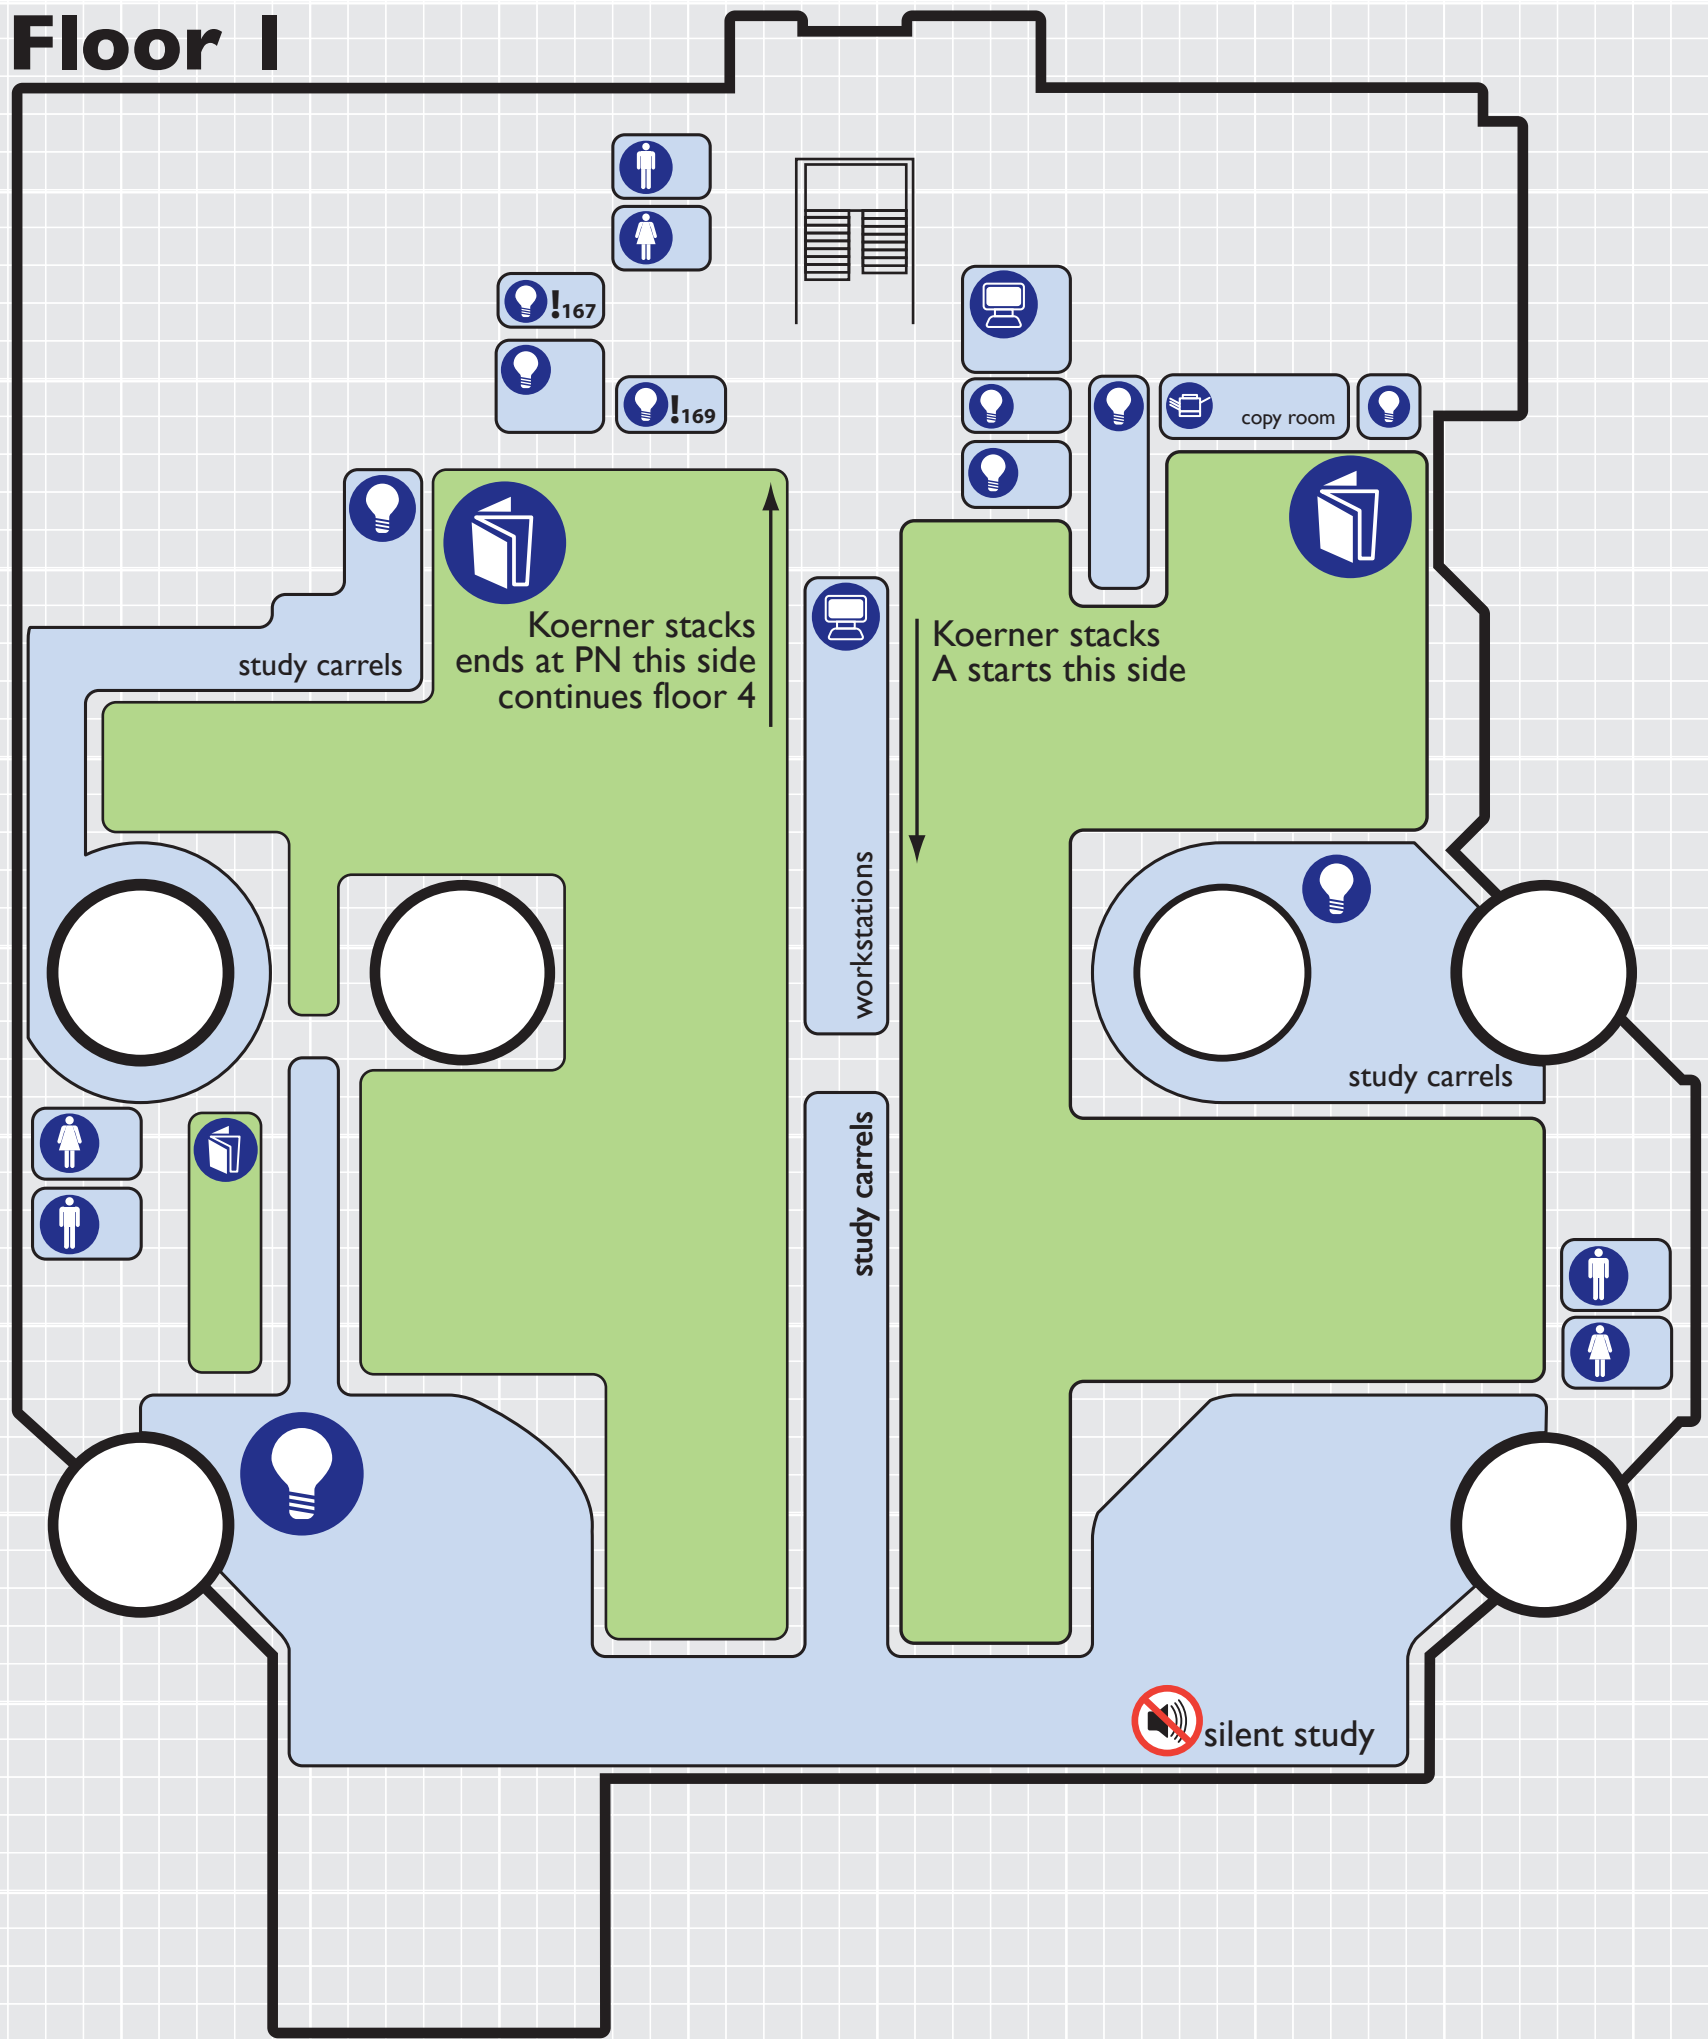 Floor 1
!167
!169
copy room
study carrels
Koerner stacks
ends at PN this side
continues floor 4
Koerner stacks
A starts this side
workstations
study carrels
study carrels
silent study